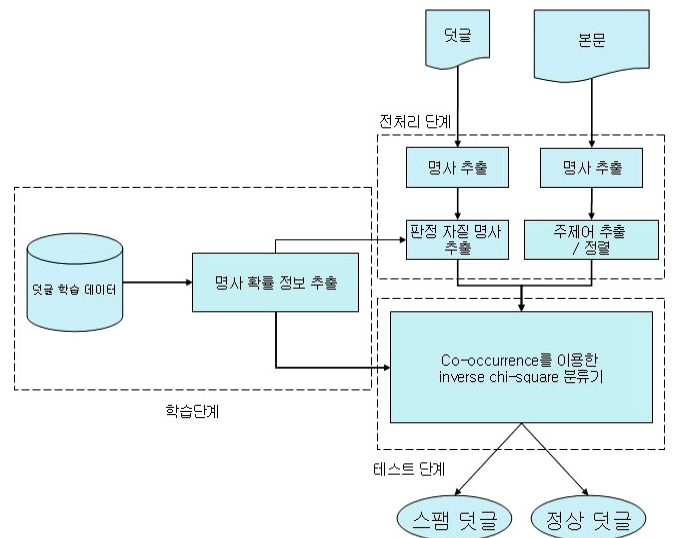 덧글
본문
전처리 단계
명사 추출
명사 추출
판정 자질 명사
추출
주제어 추출
/ 정렬
덧글 학습 데이터
명사 확률 정보 추출
Co-occurrence를 이용한
inverse chi-square 분류기
학습단계
테스트 단계
스팸 덧글
정상 덧글